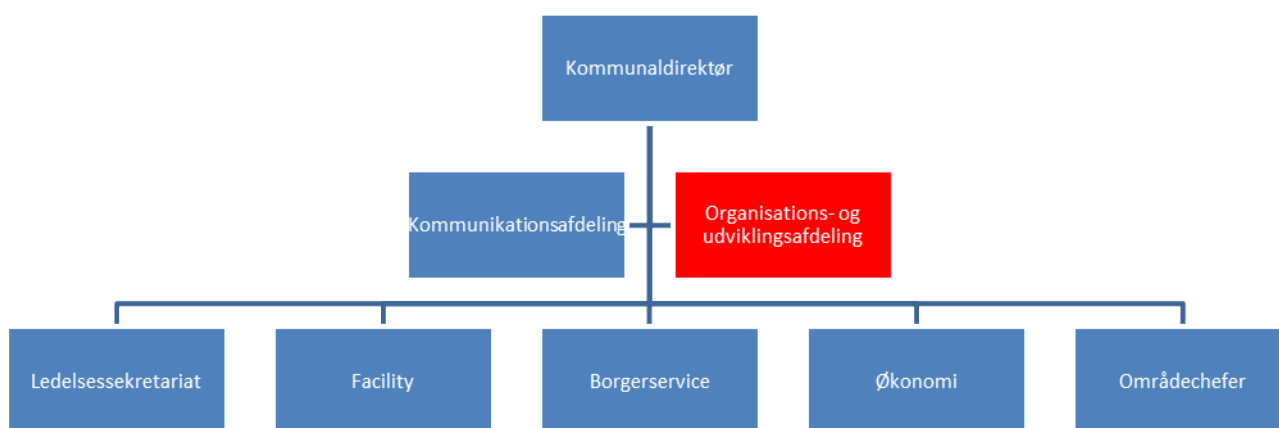 Kommunaldirektør
Kommunikationsafdeling
Organisations- og
udviklingsafdeling
Ledelsessekretariat
Facility
Borgerservice
Økonomi
Områdechefer